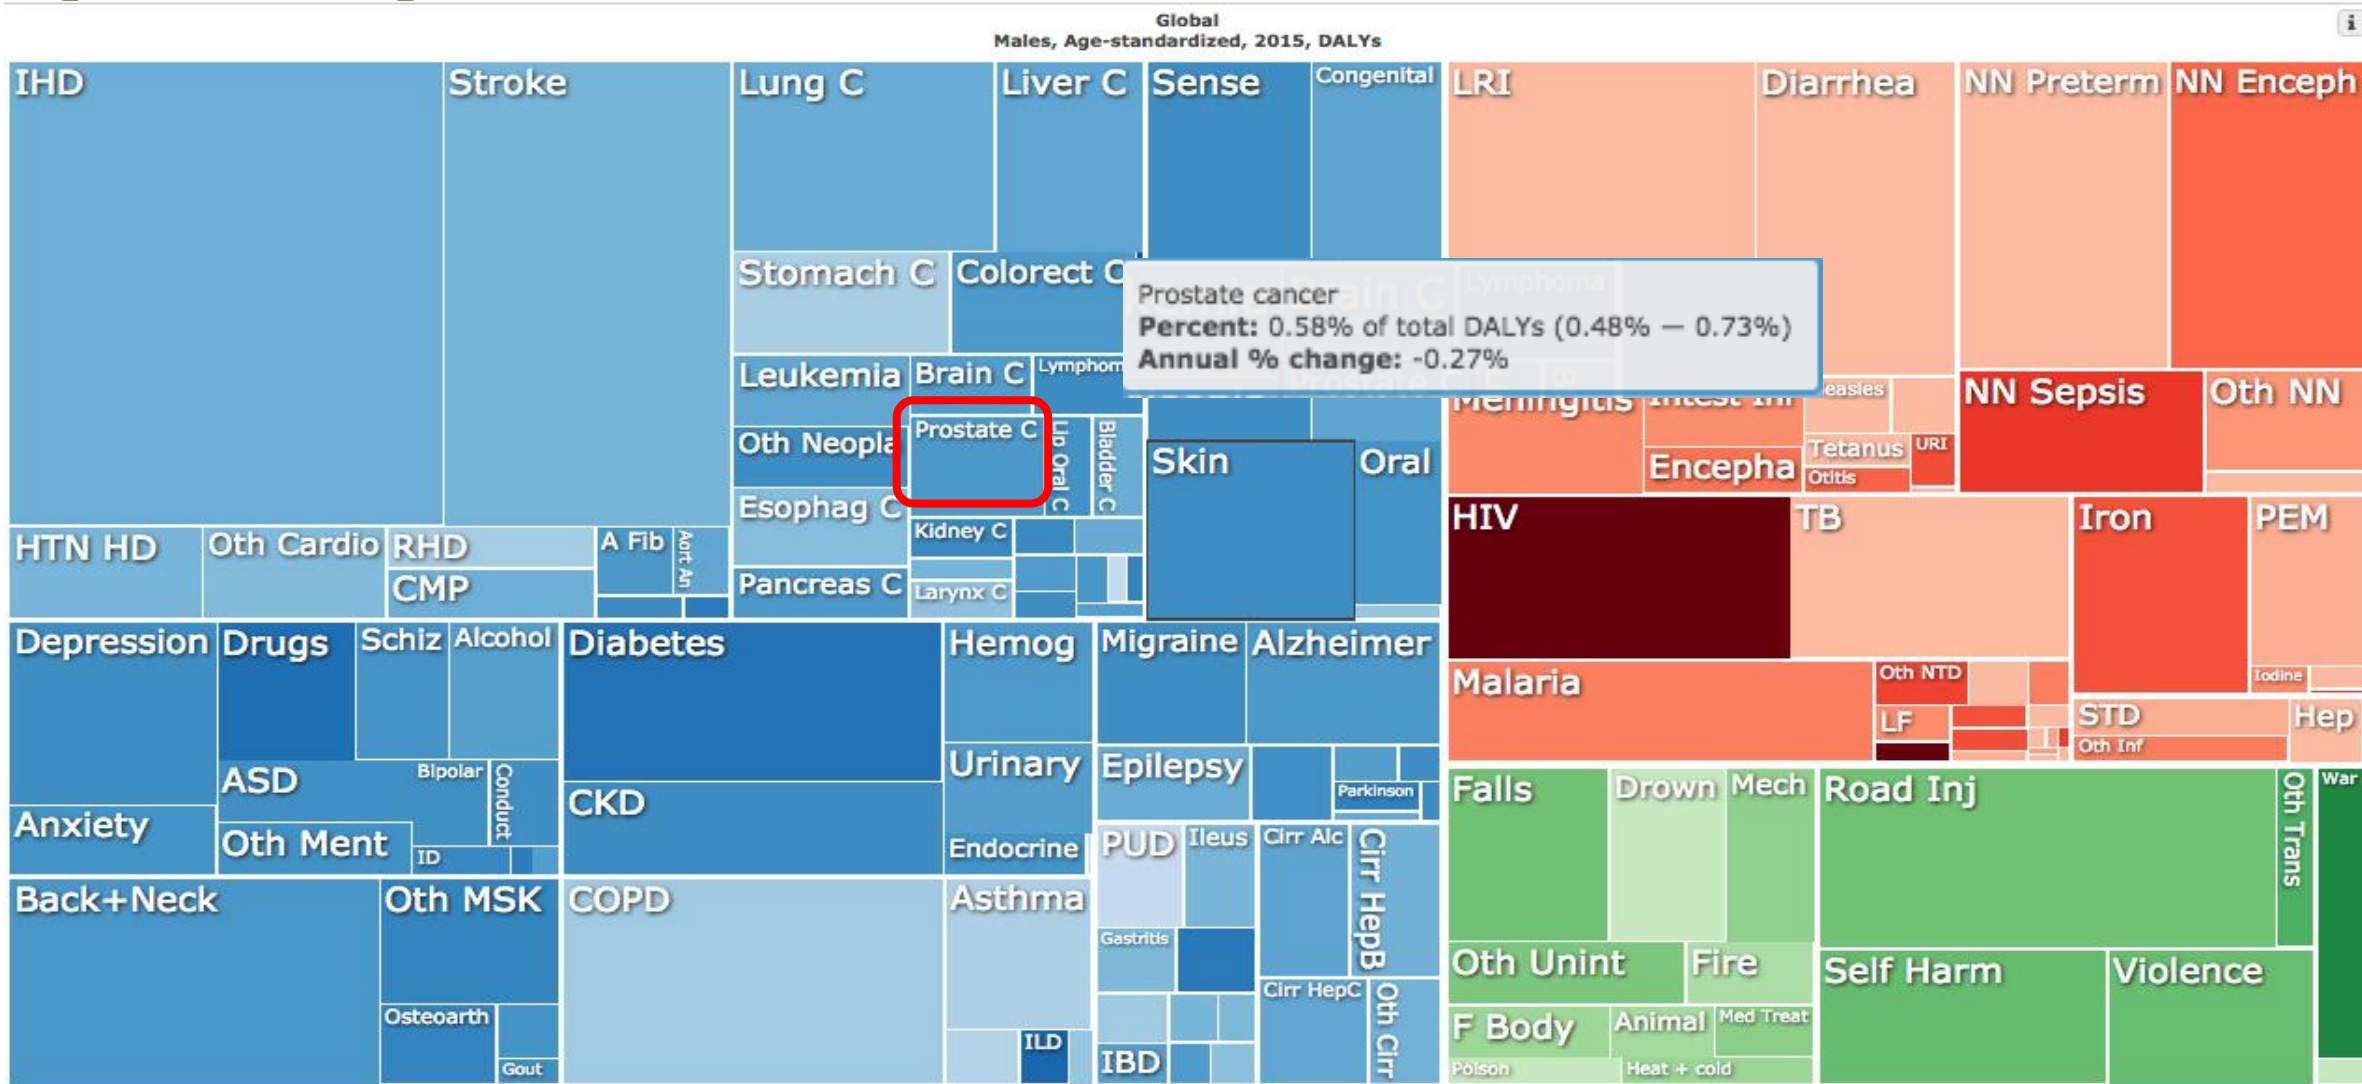 Global
Males, Age-standardized, 2015, DALYs
i
IHD
Stroke
Lung C
Liver C
Sense
Congenital
LRI
Diarrhea
NN Preterm
NN Enceph
Stomach C
Colorect C
Prostate cancer
Percent: 0.58% of total DALYs (0.48% — 0.73%)
Annual % change: -0.27%
Leukemia
Brain C
Lymphom
Meningitis
Intest Inf
easles
NN Sepsis
Oth NN
Oth Neopla
Prostate C
Lip Oral C
Bladder C
Skin
Oral
Encepha
Tetanus
URI
Otitis
Esophag C
Kidney C
Pancreas C
Larynx C
HTN HD
Oth Cardio
RHD
CMP
A Fib
Aort An
HIV
TB
Iron
PEM
Iodine
Depression
Drugs
Schiz
Alcohol
Diabetes
Hemog
Migraine
Alzheimer
Malaria
Oth NTD
LF
STD
Hep
Oth Inf
ASD
Bipolar
Conduct
CKD
Urinary
Epilepsy
Parkinson
Anxiety
Oth Ment
ID
Endocrine
PUD
Ileus
Cirr Alc
Cirr HepB
Falls
Drown
Mech
Road Inj
Oth Trans
War
Back+Neck
Oth MSK
COPD
Asthma
Gastritis
Cirr HepC
Oth Cirr
Oth Unint
Fire
Self Harm
Violence
Osteoarth
Gout
ILD
IBD
F Body
Animal
Med Treat
Poison
Heat + cold